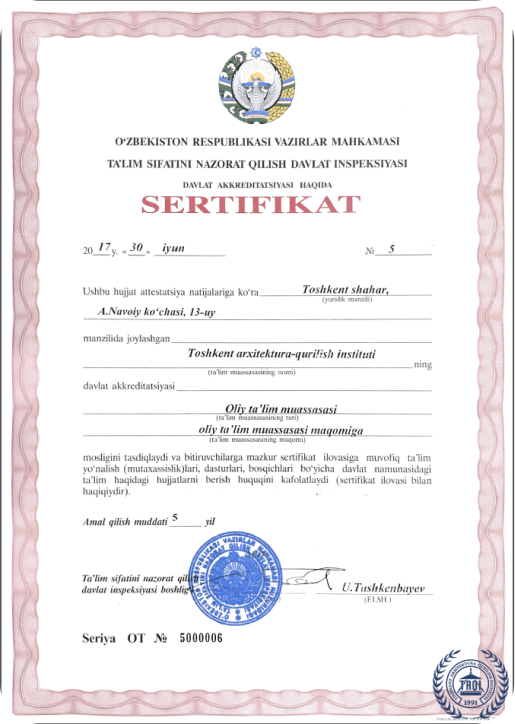 O‘ZBEKISTON RESPUBLIKASI VAZIRLAR MAHKAMASI
TA’LIM SIFATINI NAZORAT QILISH DAVLAT INSPEKSIYASI
DAVLAT AKKREDITATSIYASI HAQIDA
SERTIFIKAT
20 17 y. « 30 » iyun № 5
Ushbu hujjat attestatsiya natijalariga ko‘ra Toshkent shahar,
(yuridik manzili)
A.Navoiy ko‘chasi, 13-uy
manzilida joylashgan
Toshkent arxitektura-qurilish instituti
ning
(ta’lim muassasasining nomi)
davlat akkreditatsiyasi
Oliy ta’lim muassasasi
(ta’lim muassasasining turi)
oliy ta’lim muassasasi maqomiga
(ta’lim muassasasining maqomi)
mosligini tasdiqlaydi va bitiruvchilarga mazkur sertifikat ilovasiga muvofiq ta’lim
yo‘nalish (mutaxassislik)lari, dasturlari, bosqichlari bo‘yicha davlat namunasidagi
ta’lim haqidagi hujjatlarni berish huquqini kafolatlaydi (sertifikat ilovasi bilan
haqiqiydir).
Amal qilish muddati 5 yil
Ta’lim sifatini nazorat qilish
davlat inspeksiyasi boshlig‘i
U.Tashkenbayev
(F.I.SH.)
Seriya OT № 5000006
TAQI
1991